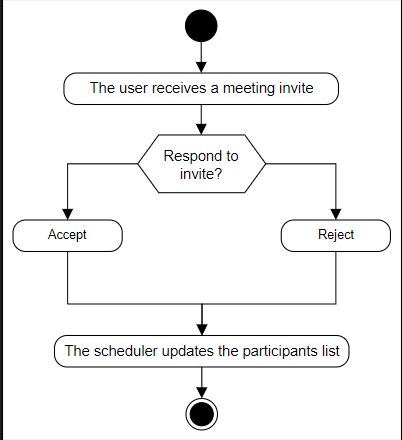 The user receives a meeting invite
Respond to
invite?
Accept
Reject
The scheduler updates the participants list